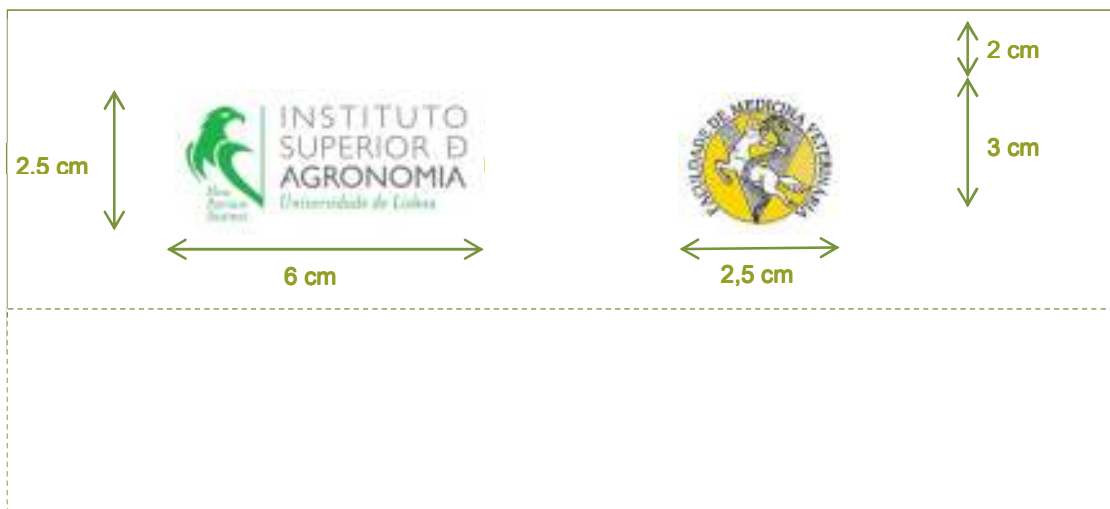 2 cm
INSTITUTO
SUPERIOR Ð
AGRONOMIA
Universidade de Lisboa
FACULDADE DE MEDICINA VETERINÁRIA
2.5 cm
3 cm
6 cm
2,5 cm